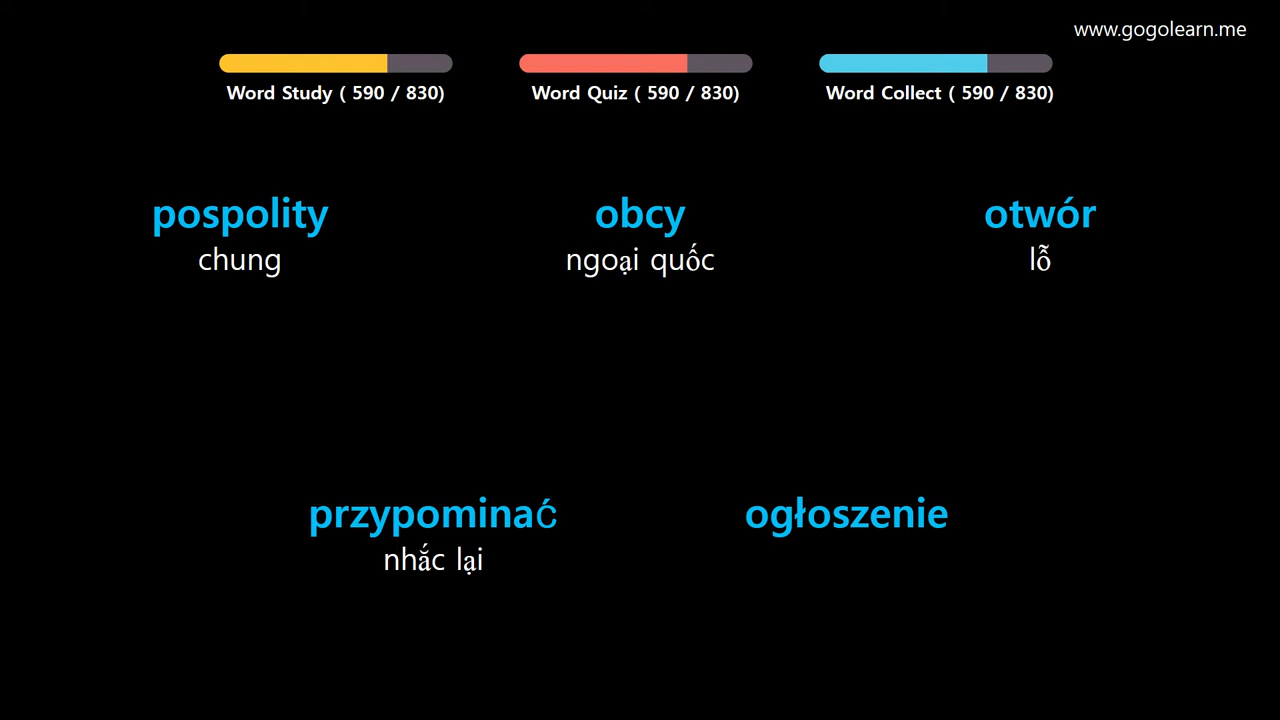 www.gogolearn.me
Word Study ( 590 / 830)
Word Quiz ( 590 / 830)
Word Collect ( 590 / 830)
pospolity
chung
obcy
ngoại quốc
otwór
lỗ
przypominać
nhắc lại
ogłoszenie